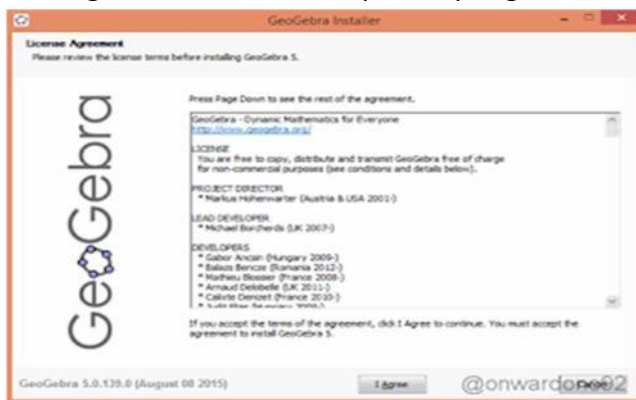 GeoGebra Installer
License Agreement
Please review the license terms before installing GeoGebra 5.
GeoGebra
Press Page Down to see the rest of the agreement.
GeoGebra - Dynamic Mathematics for Everyone
http://www.geogebra.org/
LICENSE
You are free to copy, distribute and transmit GeoGebra free of charge
for non-commercial purposes (see conditions and details below).
PROJECT DIRECTOR
* Markus Hohenwarter (Austria & USA 2001-)
LEAD DEVELOPER
* Michael Borcherds (UK 2007-)
DEVELOPERS
* Gabor Ancsin (Hungary 2009-)
* Balazs Bencze (Romania 2012-)
* Mathieu Blossier (France 2008-)
* Arnaud Delobelle (UK 2011-)
* Calixte Denizet (France 2010-)
If you accept the terms of the agreement, click I Agree to continue. You must accept the
agreement to install GeoGebra 5.
GeoGebra 5.0.139.0 (August 08 2015)
I Agree
@onwardono92